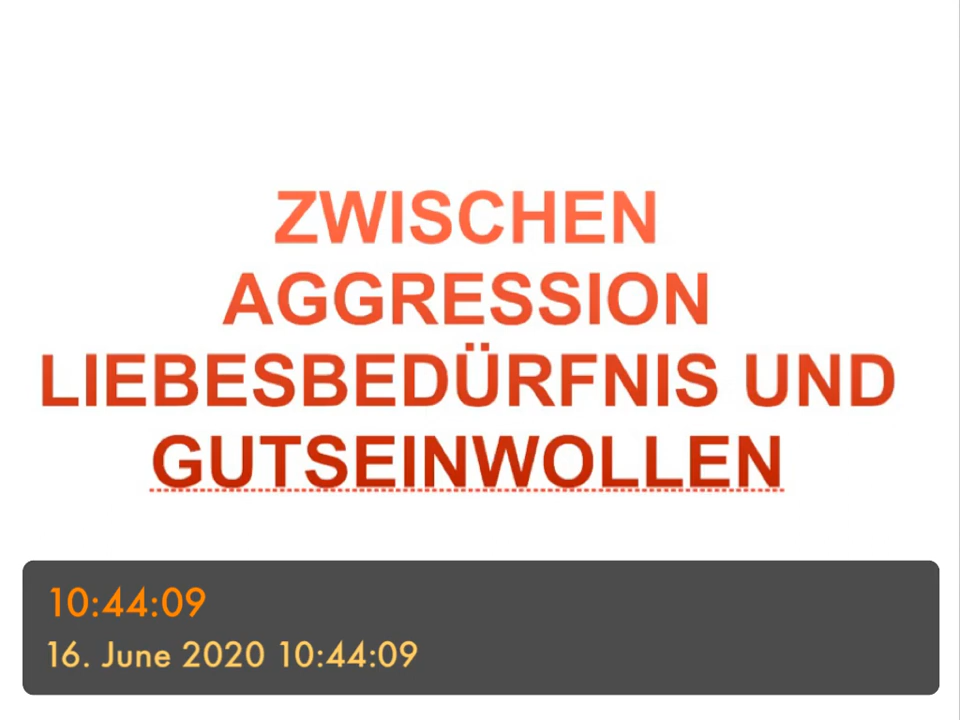 ZWISCHEN
AGGRESSION
LIEBESBEDÜRFNIS UND
GUTSEINWOLLEN
10:44:09
16. June 2020 10:44:09